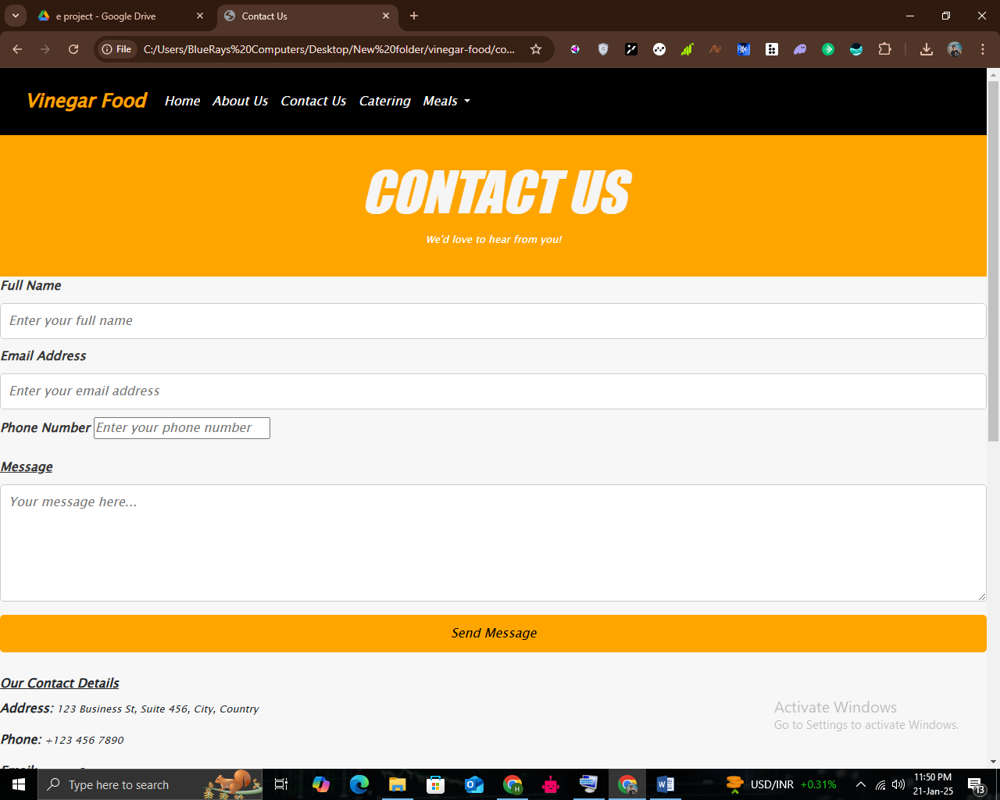 e project - Google Drive
Contact Us
File
C:/Users/BlueRays%20Computers/Desktop/New%20folder/vinegar-food/co...
Vinegar Food
Home
About Us
Contact Us
Catering
Meals
CONTACT US
We'd love to hear from you!
Full Name
Enter your full name
Email Address
Enter your email address
Phone Number
Enter your phone number
Message
Your message here...
Send Message
Our Contact Details
Address: 123 Business St, Suite 456, City, Country
Phone: +123 456 7890
Activate Windows
Go to Settings to activate Windows.
Type here to search
USD/INR +0.31%
11:50 PM
21-Jan-25
13